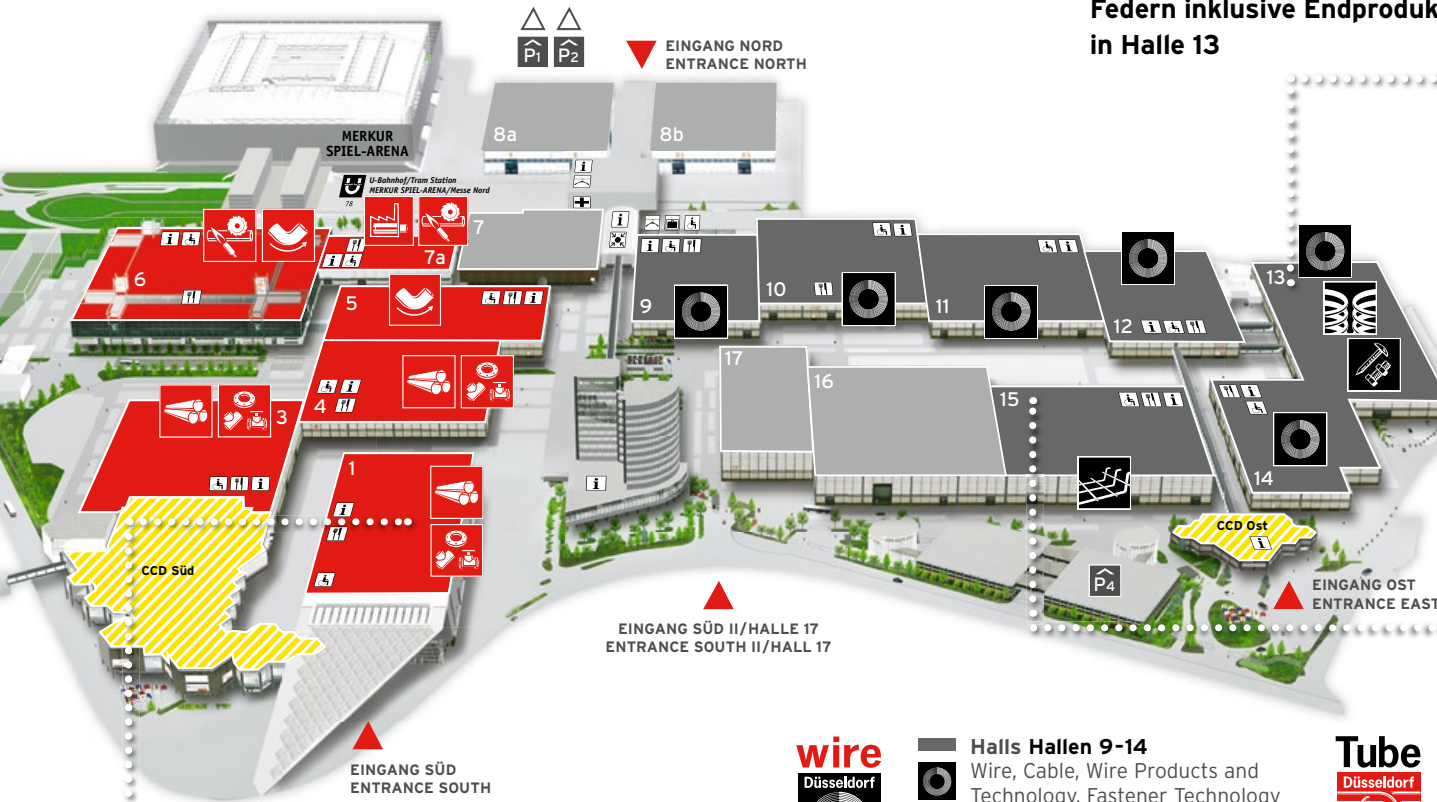 Federn inklusive Endproduk
in Halle 13
P1 P2
EINGANG NORD
ENTRANCE NORTH
MERKUR
SPIEL-ARENA
8a
8b
U-Bahnhof/Tram Station
MERKUR SPIEL-ARENA/Messe Nord
78
6
7a
7
5
9
10
11
12
13
4
3
17
16
15
14
1
CCD Süd
CCD Ost
P4
EINGANG OST
ENTRANCE EAST
EINGANG SÜD II/HALLE 17
ENTRANCE SOUTH II/HALL 17
EINGANG SÜD
ENTRANCE SOUTH
wire
Düsseldorf
Halls Hallen 9-14
Wire, Cable, Wire Products and
Technology, Fastener Technology
Tube
Düsseldorf